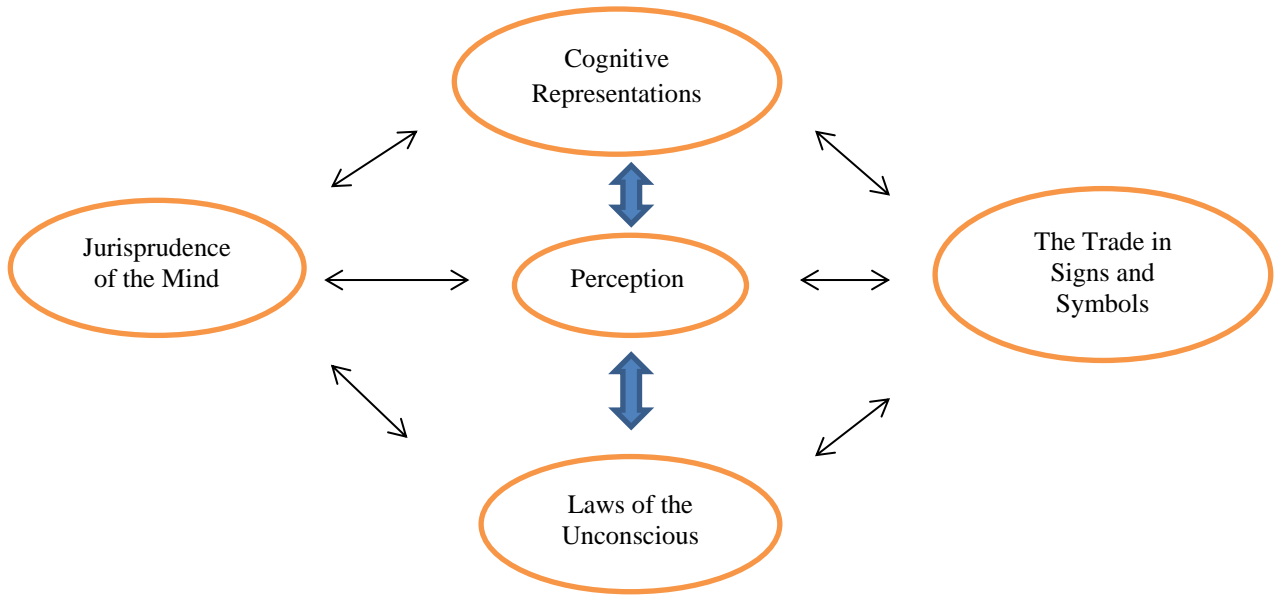 Cognitive
Representations
Jurisprudence
of the Mind
Perception
The Trade in
Signs and
Symbols
Laws of the
Unconscious